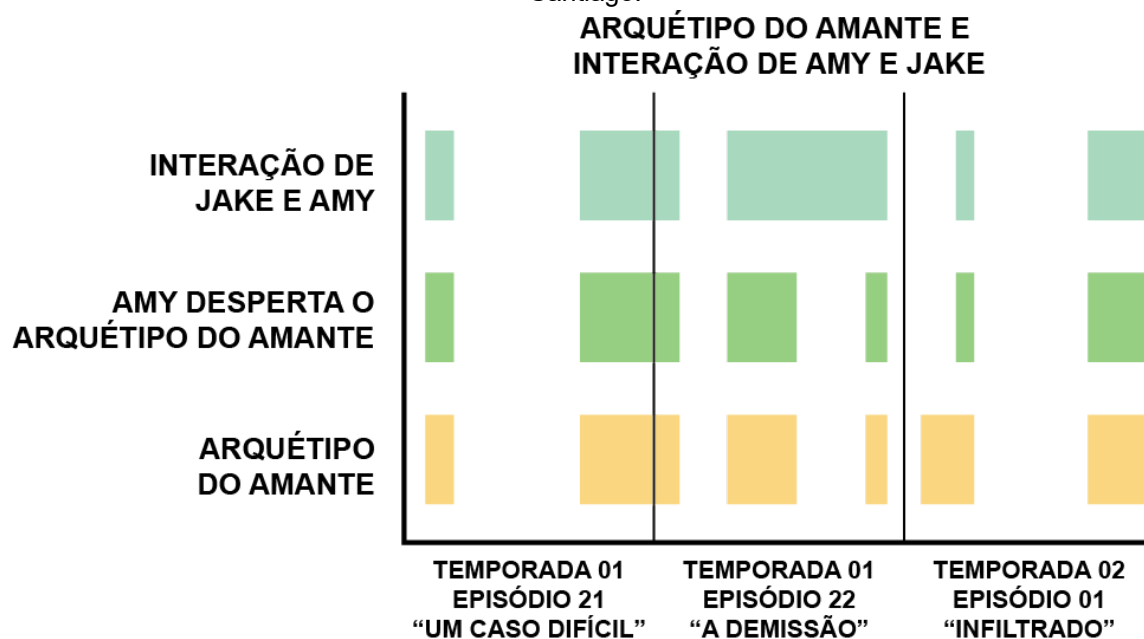 Santiago.
ARQUÉTIPO DO AMANTE E
INTERAÇÃO DE AMY E JAKE
INTERAÇÃO DE
JAKE E AMY
AMY DESPERTA O
ARQUÉTIPO DO AMANTE
ARQUÉTIPO
DO AMANTE
TEMPORADA 01
EPISÓDIO 21
“UM CASO DIFÍCIL”
TEMPORADA 01
EPISÓDIO 22
“A DEMISSÃO”
TEMPORADA 02
EPISÓDIO 01
“INFILTRADO”